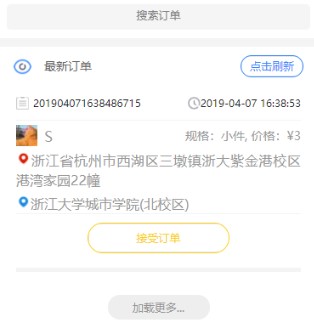 搜索订单
最新订单 点击刷新
201904071638486715 2019-04-07 16:38:53
S 规格：小件, 价格：¥3
浙江省杭州市西湖区三墩镇浙大紫金港校区
港湾家园22幢
浙江大学城市学院(北校区)
接受订单
加载更多...